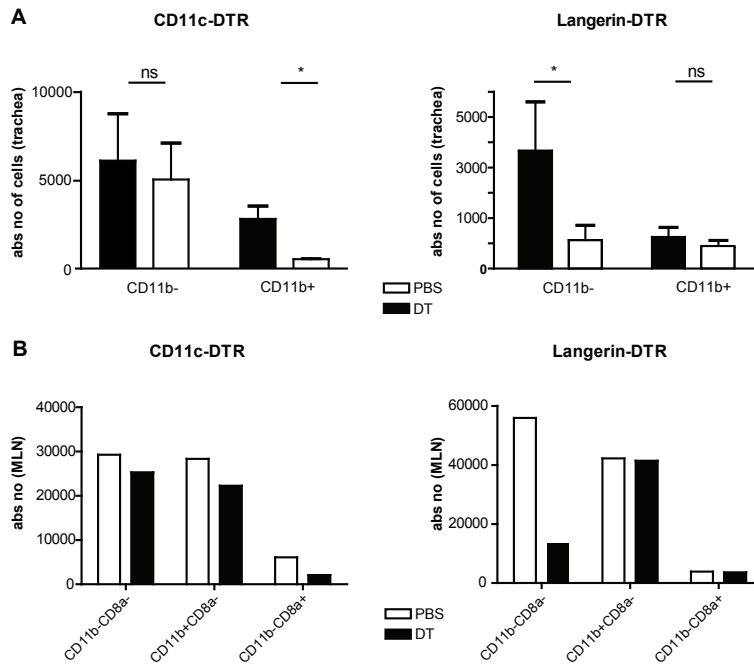 A
CD11c-DTR
Langerin-DTR
ns
*
*
ns
abs no of cells (trachea)
10000
5000
0
CD11b-
CD11b+
abs no of cells (trachea)
5000
3000
1000
0
CD11b-
CD11b+
PBS
DT
B
CD11c-DTR
Langerin-DTR
abs no (MLN)
40000
30000
20000
10000
0
CD11b-CD8a-
CD11b+CD8a-
CD11b-CD8a+
abs no (MLN)
60000
40000
20000
0
CD11b-CD8a-
CD11b+CD8a-
CD11b-CD8a+
PBS
DT